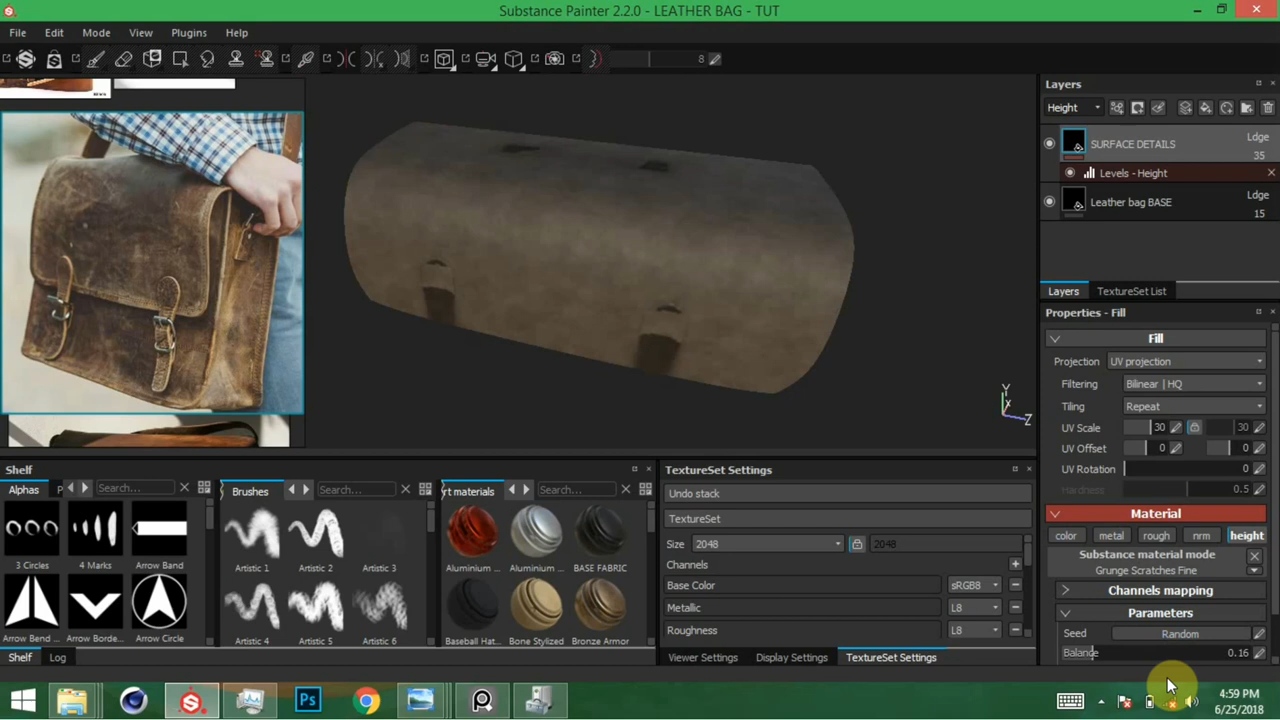 Substance Painter 2.2.0 - LEATHER BAG - TUT
File Edit Mode View Plugins Help
8
Layers
Height
SURFACE DETAILS
Ldge
35
Levels - Height
Leather bag BASE
Ldge
15
Y
X
Z
Layers TextureSet List
Properties - Fill
Fill
Projection UV projection
Filtering Bilinear | HQ
Tiling Repeat
UV Scale 30 30
UV Offset 0 0
UV Rotation 0
Hardness 0.5
Material
color metal rough nrm height
Substance material mode
Grunge Scratches Fine
Channels mapping
Parameters
Seed Random
Balance 0.16
Shelf
Alphas P Search...
3 Circles 4 Marks Arrow Band
Arrow Bend ... Arrow Borde... Arrow Circle
Brushes Search...
Artistic 1 Artistic 2 Artistic 3
Artistic 4 Artistic 5 Artistic 6
rt materials Search...
Aluminium ... Aluminium ... BASE FABRIC
Baseball Hat... Bone Stylized Bronze Armor
TextureSet Settings
Undo stack
TextureSet
Size 2048 2048
Channels
Base Color sRGB8
Metallic L8
Roughness L8
Shelf Log
Viewer Settings Display Settings TextureSet Settings
Ps
4:59 PM
6/25/2018